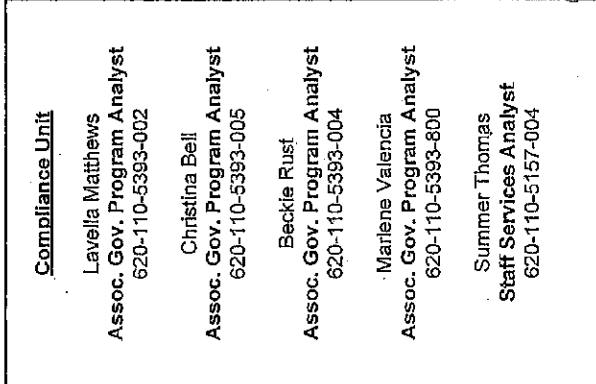 Compliance Unit
Lavella Matthews
Assoc. Gov. Program Analyst
620-110-5393-002
Christina Bell
Assoc. Gov. Program Analyst
620-110-5393-005
Beckie Rust
Assoc. Gov. Program Analyst
620-110-5393-004
Marlene Valencia
Assoc. Gov. Program Analyst
620-110-5393-800
Summer Thomas
Staff Services Analyst
620-110-5157-004